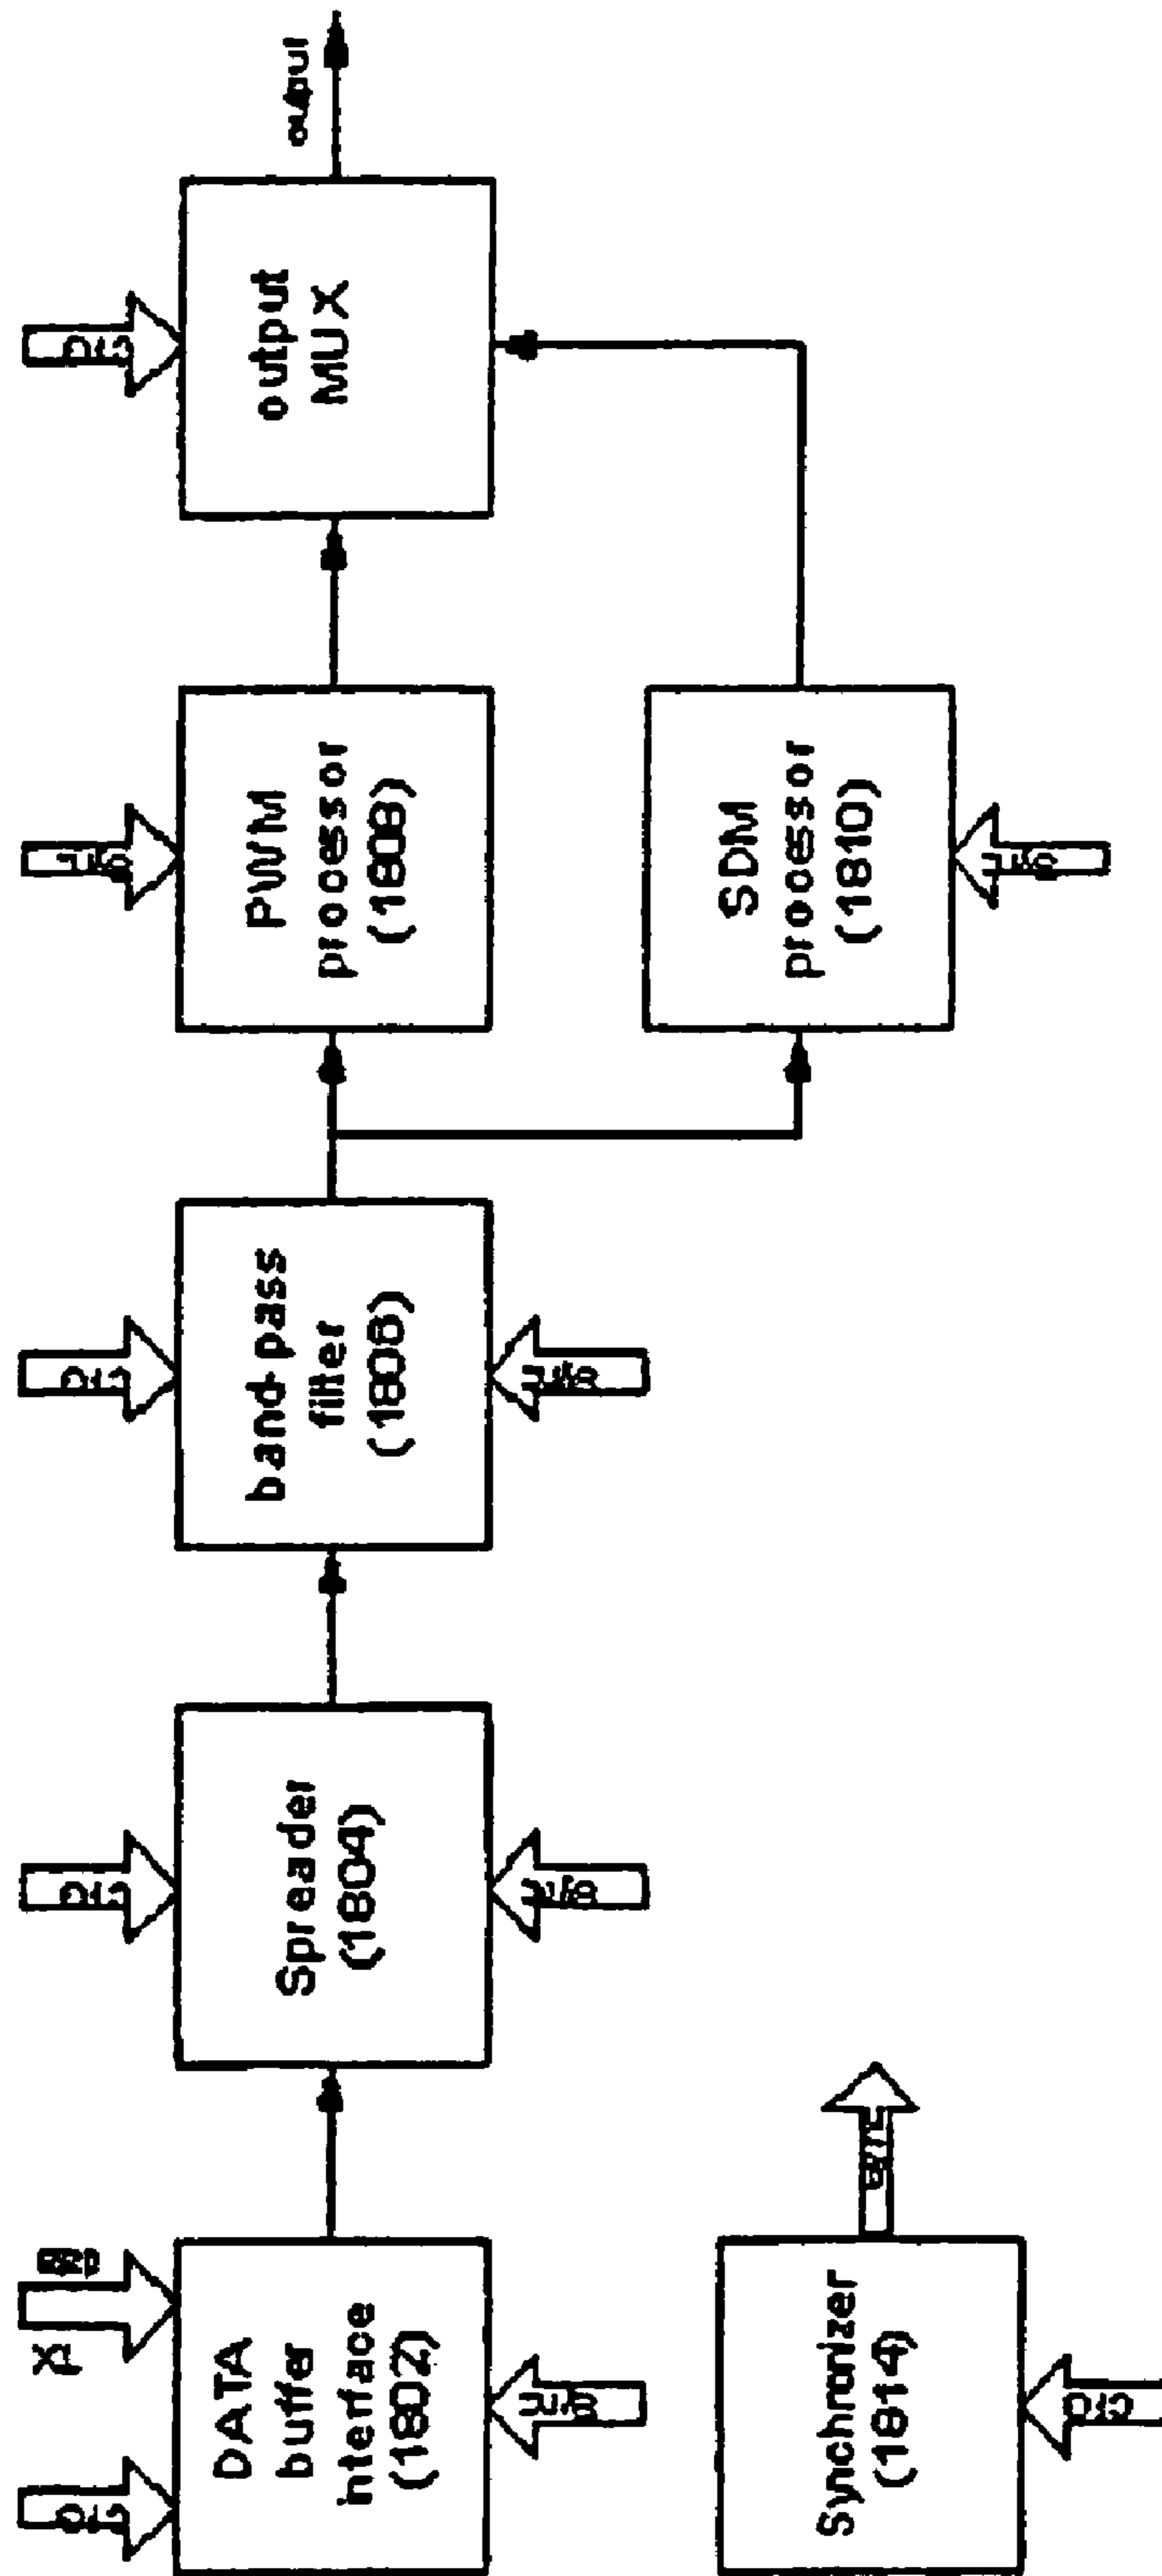 DATA
buffer
interface
(1802)
Spreader
(1804)
band-pass
filter
(1806)
PWM
processor
(1808)
SDM
processor
(1810)
output
MUX
output
Synchronizer
(1814)